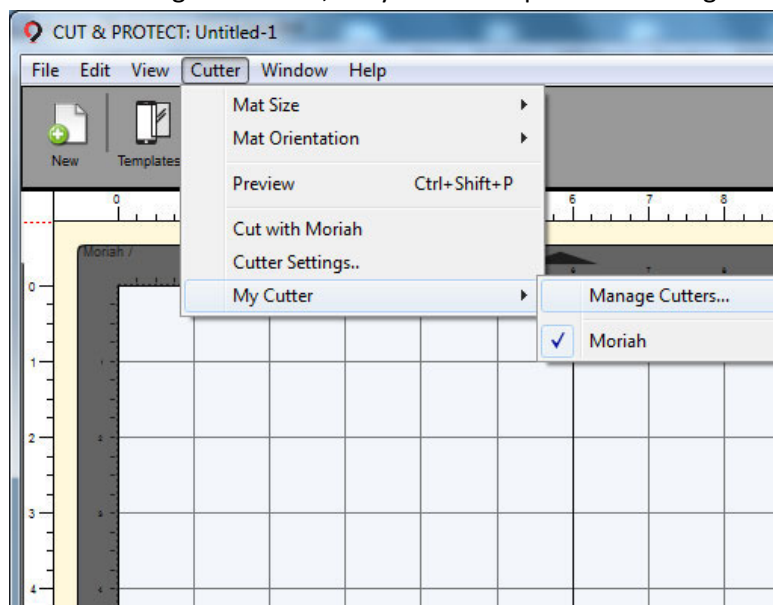 CUT & PROTECT: Untitled-1
File Edit View Cutter Window Help
New Templates
Mat Size
Mat Orientation
Preview Ctrl+Shift+P
Cut with Moriah
Cutter Settings..
My Cutter
Manage Cutters...
Moriah
0 6 7 8
Moriah /
0
1
2
3
4